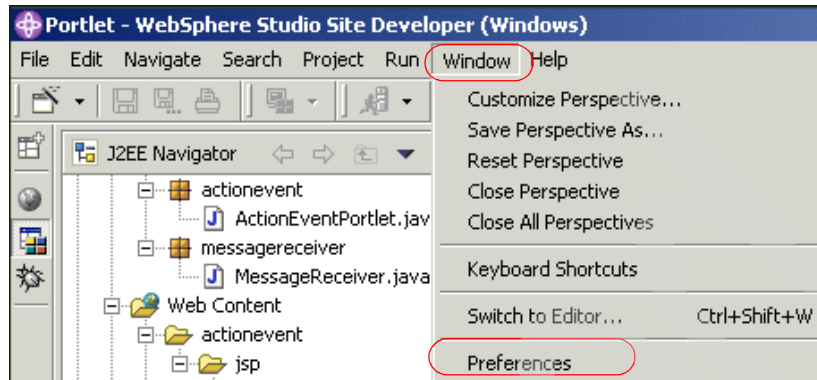 Portlet - WebSphere Studio Site Developer (Windows)
File Edit Navigate Search Project Run Window Help
J2EE Navigator
actionevent
ActionEventPortlet.jav
messagereceiver
MessageReceiver.java
Web Content
actionevent
jsp
Customize Perspective...
Save Perspective As...
Reset Perspective
Close Perspective
Close All Perspectives
Keyboard Shortcuts
Switch to Editor... Ctrl+Shift+W
Preferences